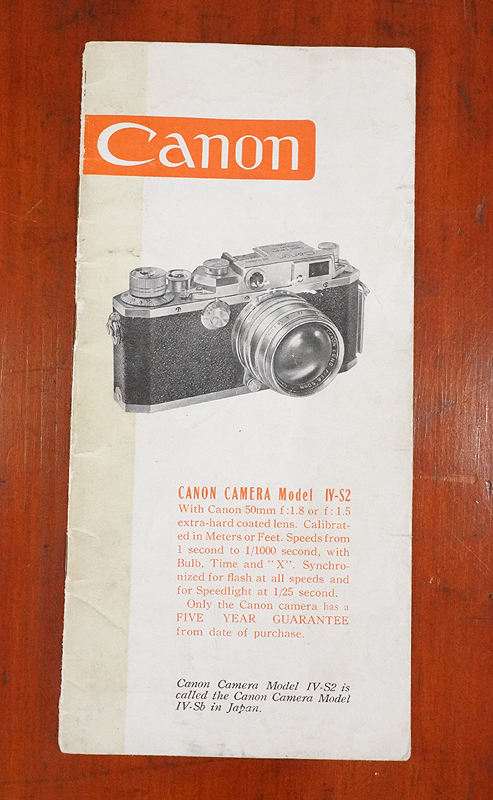 Canon
CANON CAMERA Model IV-S2
With Canon 50mm f:1.8 or f:1.5
extra-hard coated lens. Calibrat-
ed in Meters or Feet. Speeds from
1 second to 1/1000 second, with
Bulb, Time and "X". Synchro-
nized for flash at all speeds and
for Speedlight at 1/25 second.
Only the Canon camera has a
FIVE YEAR GUARANTEE
from date of purchase.
Canon Camera Model IV-S2 is
called the Canon Camera Model
IV-Sb in Japan.